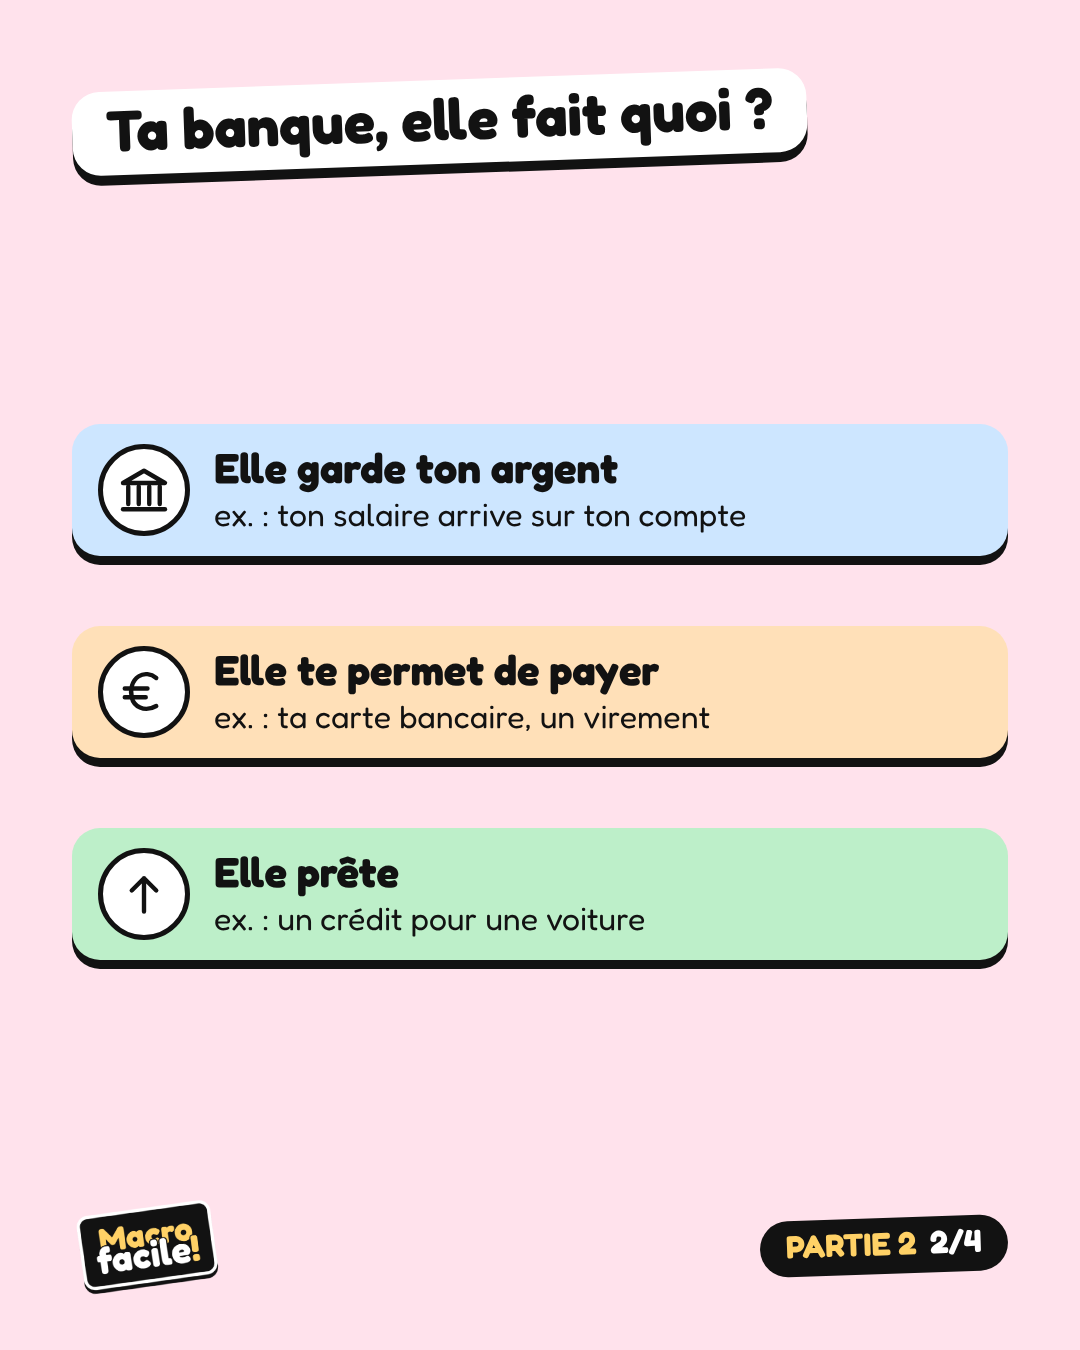 Ta banque, elle fait quoi ?
Elle garde ton argent
ex. : ton salaire arrive sur ton compte
€
Elle te permet de payer
ex. : ta carte bancaire, un virement
Elle prête
ex. : un crédit pour une voiture
Macro
facile!
PARTIE 2 2/4